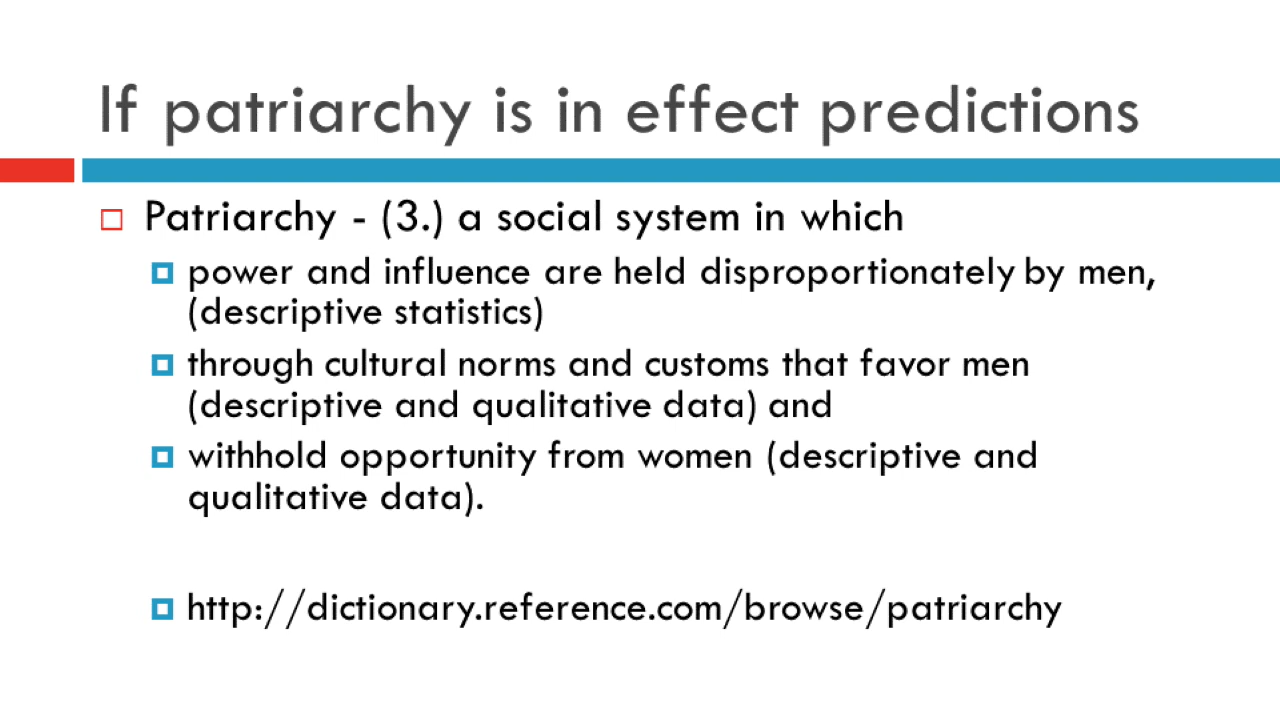 If patriarchy is in effect predictions
Patriarchy - (3.) a social system in which
power and influence are held disproportionately by men,
(descriptive statistics)
through cultural norms and customs that favor men
(descriptive and qualitative data) and
withhold opportunity from women (descriptive and
qualitative data).
http://dictionary.reference.com/browse/patriarchy